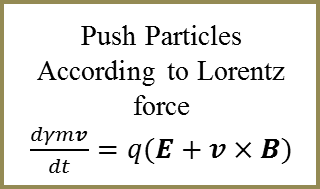 Push Particles
According to Lorentz
force
dγm𝒗/dt = q(𝑬 + 𝒗 × 𝑩)